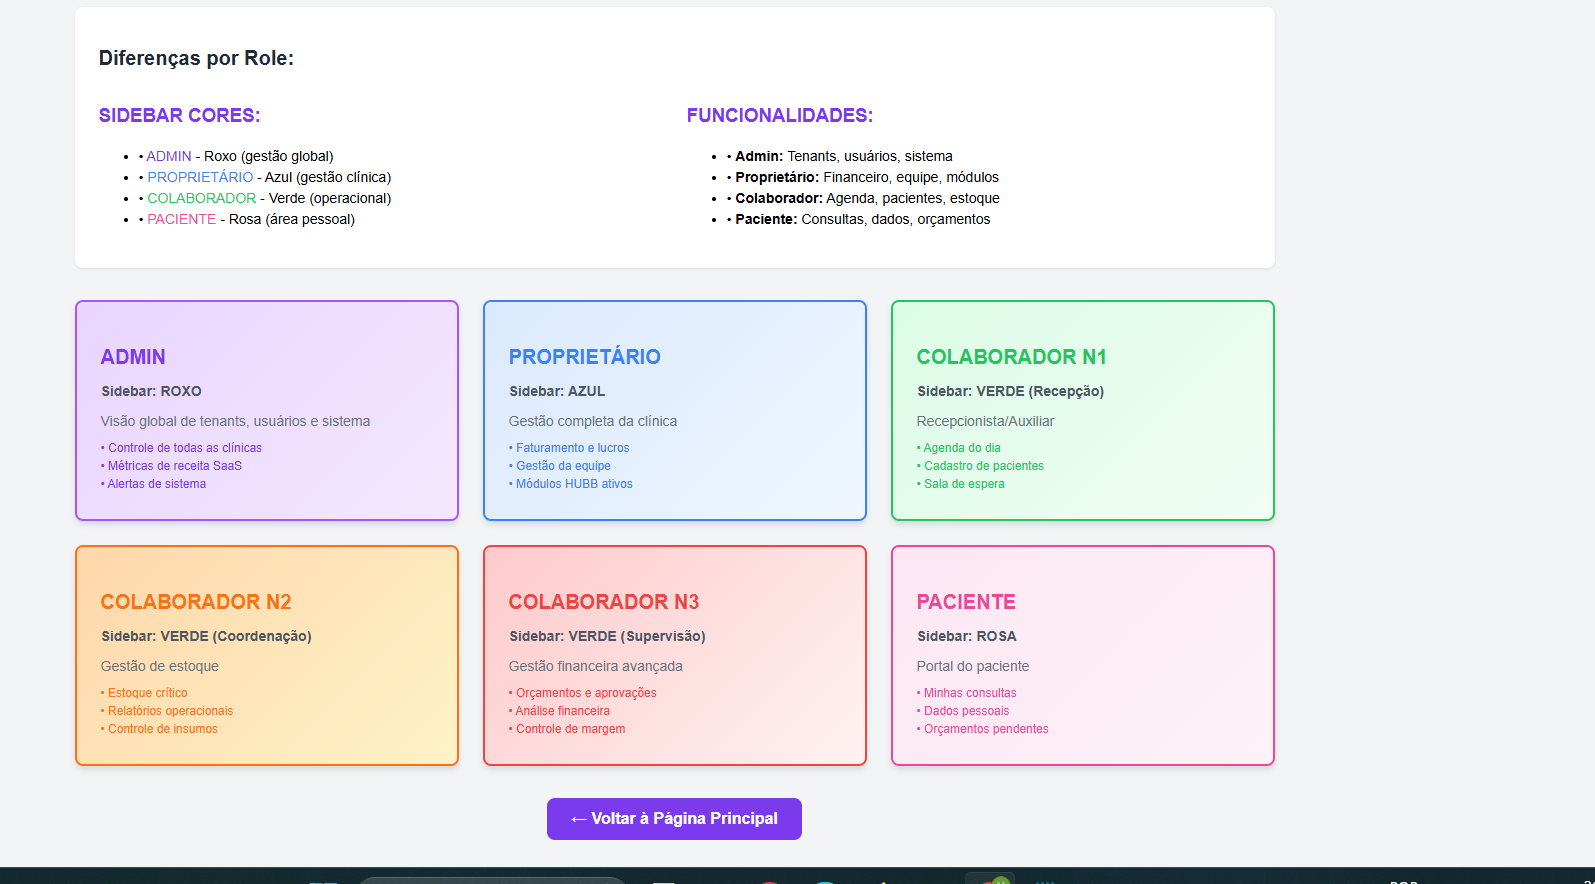 Diferenças por Role:
SIDEBAR CORES:
• • ADMIN - Roxo (gestão global)
• • PROPRIETÁRIO - Azul (gestão clínica)
• • COLABORADOR - Verde (operacional)
• • PACIENTE - Rosa (área pessoal)
FUNCIONALIDADES:
• • Admin: Tenants, usuários, sistema
• • Proprietário: Financeiro, equipe, módulos
• • Colaborador: Agenda, pacientes, estoque
• • Paciente: Consultas, dados, orçamentos
ADMIN
Sidebar: ROXO
Visão global de tenants, usuários e sistema
• Controle de todas as clínicas
• Métricas de receita SaaS
• Alertas de sistema
PROPRIETÁRIO
Sidebar: AZUL
Gestão completa da clínica
• Faturamento e lucros
• Gestão da equipe
• Módulos HUBB ativos
COLABORADOR N1
Sidebar: VERDE (Recepção)
Recepcionista/Auxiliar
• Agenda do dia
• Cadastro de pacientes
• Sala de espera
COLABORADOR N2
Sidebar: VERDE (Coordenação)
Gestão de estoque
• Estoque crítico
• Relatórios operacionais
• Controle de insumos
COLABORADOR N3
Sidebar: VERDE (Supervisão)
Gestão financeira avançada
• Orçamentos e aprovações
• Análise financeira
• Controle de margem
PACIENTE
Sidebar: ROSA
Portal do paciente
• Minhas consultas
• Dados pessoais
• Orçamentos pendentes
← Voltar à Página Principal